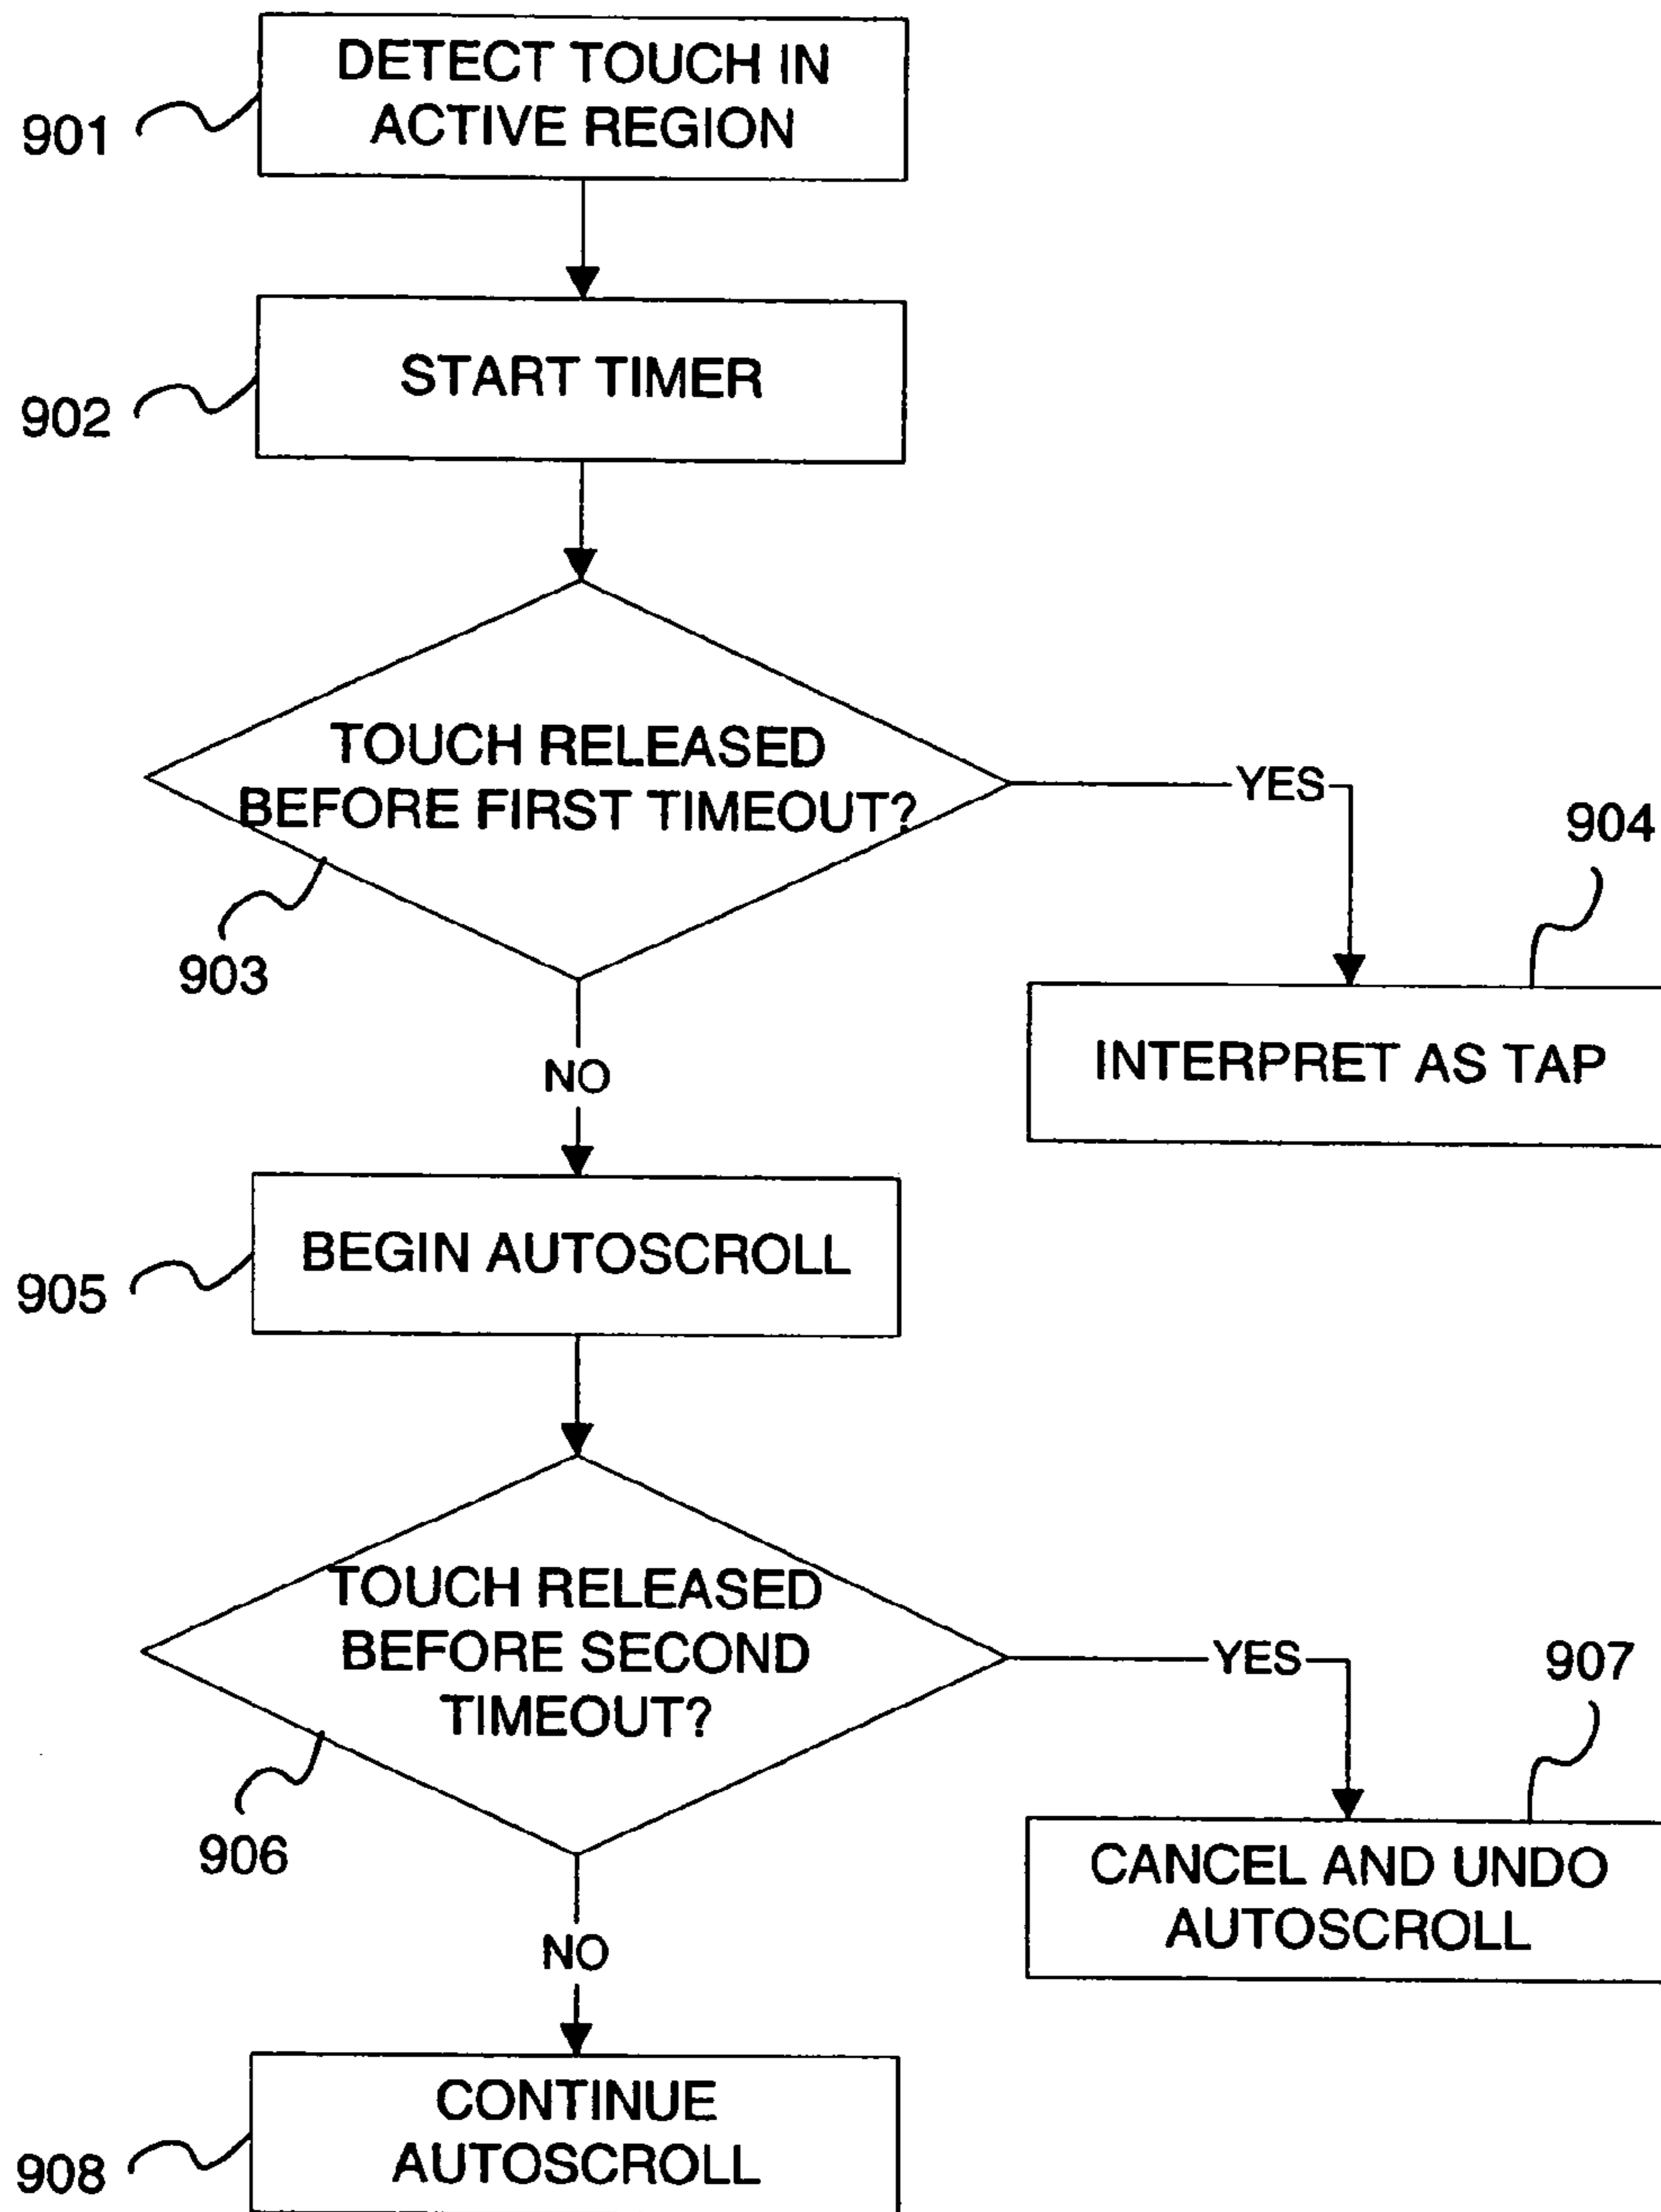 DETECT TOUCH IN
ACTIVE REGION
901
START TIMER
902
TOUCH RELEASED
BEFORE FIRST TIMEOUT?
YES
903
904
INTERPRET AS TAP
NO
BEGIN AUTOSCROLL
905
TOUCH RELEASED
BEFORE SECOND
TIMEOUT?
YES
906
907
CANCEL AND UNDO
AUTOSCROLL
NO
CONTINUE
AUTOSCROLL
908